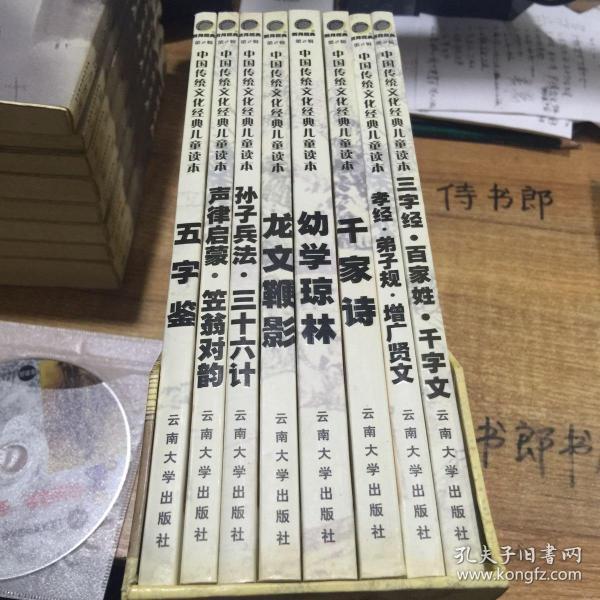 中国传统文化经典儿童读本
五字鉴
云南大学出版社
中国传统文化经典儿童读本
声律启蒙·笠翁对韵
云南大学出版社
中国传统文化经典儿童读本
孙子兵法·三十六计
云南大学出版社
中国传统文化经典儿童读本
龙文鞭影
云南大学出版社
中国传统文化经典儿童读本
幼学琼林
云南大学出版社
中国传统文化经典儿童读本
千家诗
云南大学出版社
中国传统文化经典儿童读本
孝经·弟子规·增广贤文
云南大学出版社
中国传统文化经典儿童读本
三字经·百家姓·千字文
云南大学出版社
侍书郎
书郎书
孔夫子旧书网
www.kongfz.com